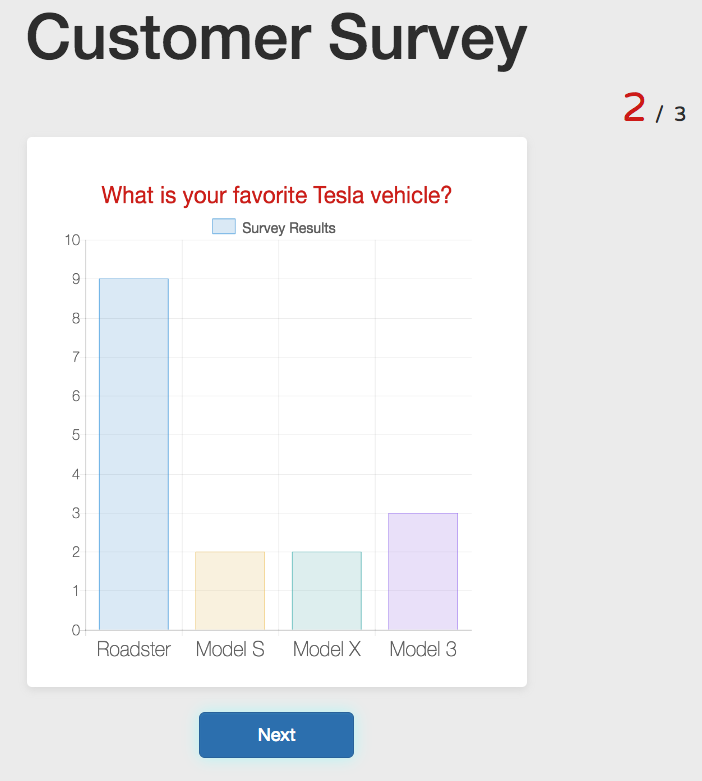 Customer Survey
2 / 3
What is your favorite Tesla vehicle?
Survey Results
10
9
8
7
6
5
4
3
2
1
0
Roadster Model S Model X Model 3
Next